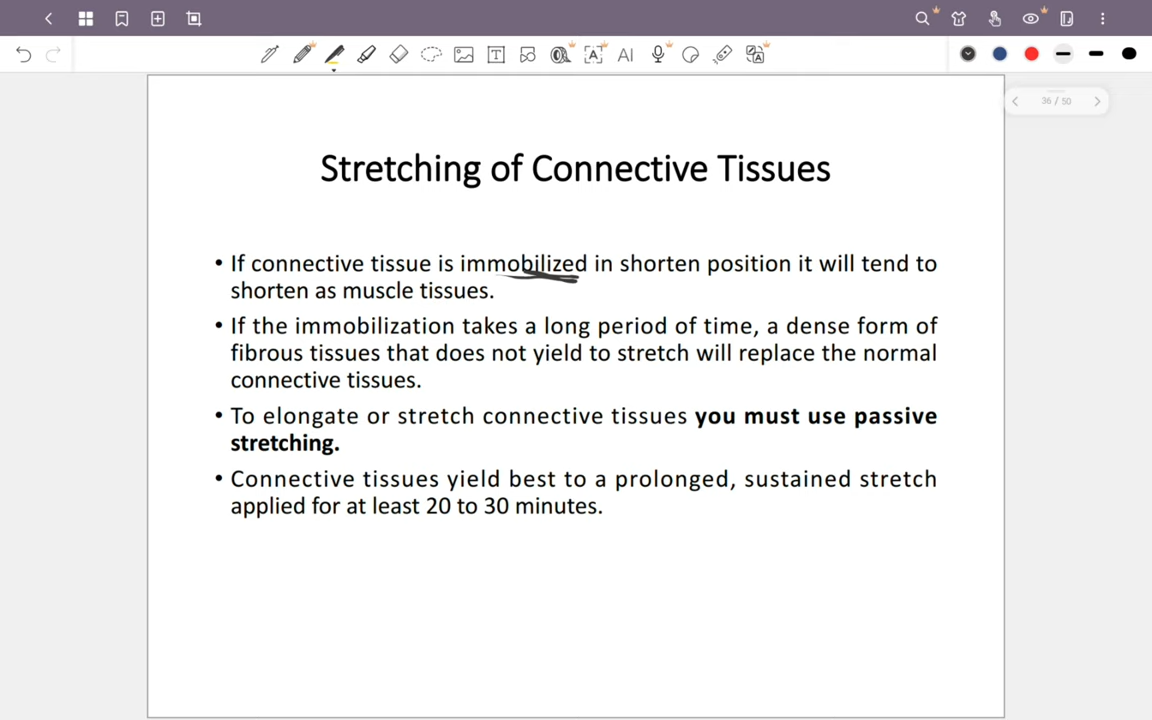 36 / 50
Stretching of Connective Tissues
• If connective tissue is immobilized in shorten position it will tend to
shorten as muscle tissues.
• If the immobilization takes a long period of time, a dense form of
fibrous tissues that does not yield to stretch will replace the normal
connective tissues.
• To elongate or stretch connective tissues you must use passive
stretching.
• Connective tissues yield best to a prolonged, sustained stretch
applied for at least 20 to 30 minutes.